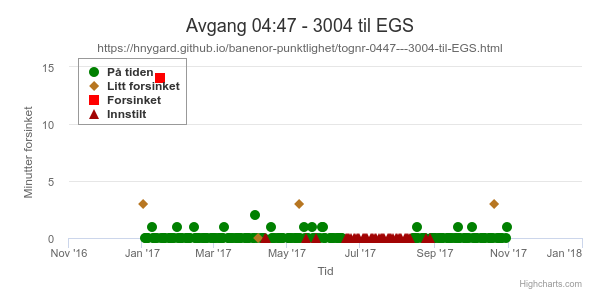 Avgang 04:47 - 3004 til EGS
https://hnygard.github.io/banenor-punktlighet/tognr-0447---3004-til-EGS.html
På tiden
Litt forsinket
Forsinket
Innstilt
Minutter forsinket
15
10
5
0
Nov '16
Jan '17
Mar '17
May '17
Jul '17
Sep '17
Nov '17
Jan '18
Tid
Highcharts.com